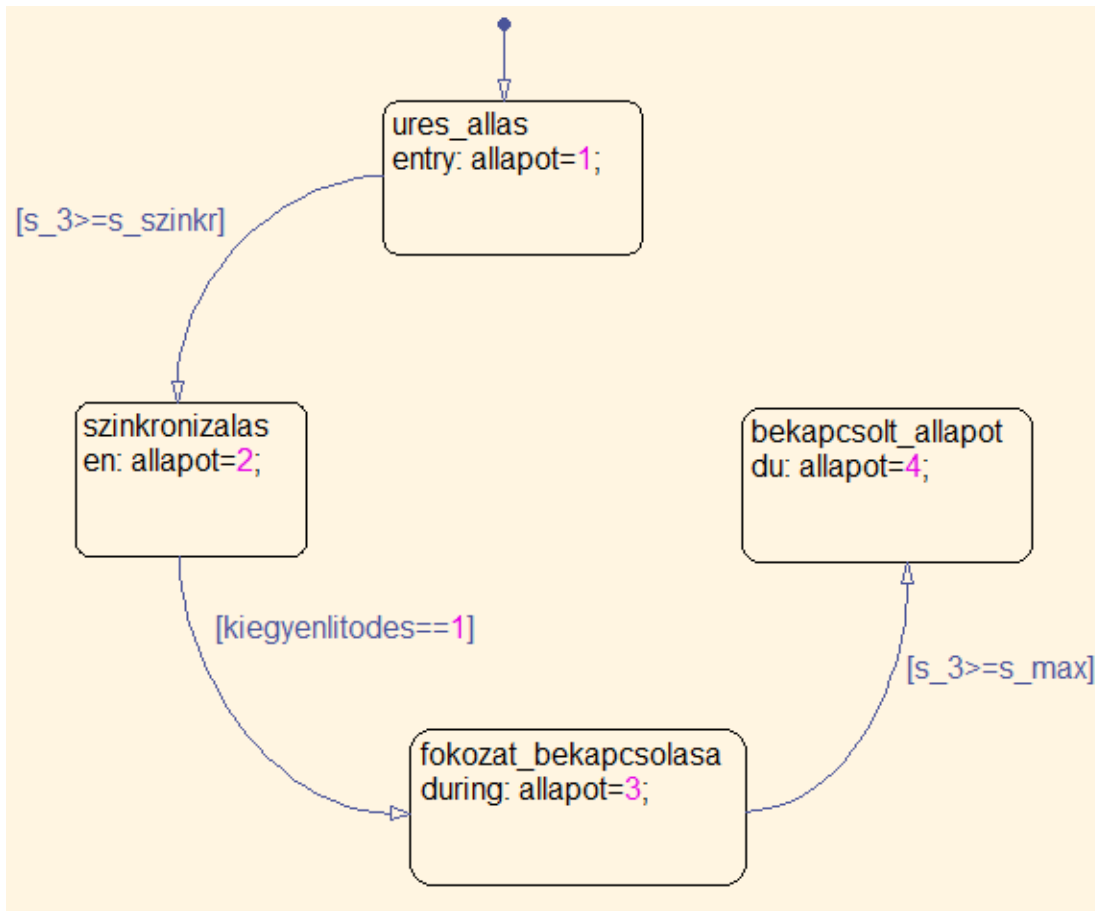 ures_allas
entry: allapot=1;
[s_3>=s_szinkr]
szinkronizalas
en: allapot=2;
bekapcsolt_allapot
du: allapot=4;
[kiegyenlitodes==1]
[s_3>=s_max]
fokozat_bekapcsolasa
during: allapot=3;